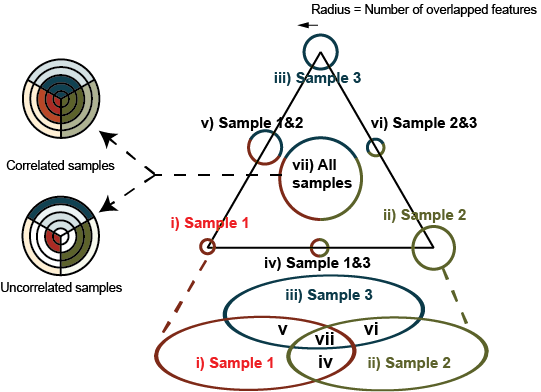 Radius = Number of overlapped features
iii) Sample 3
v) Sample 1&2
vi) Sample 2&3
vii) All
samples
Correlated samples
i) Sample 1
ii) Sample 2
iv) Sample 1&3
Uncorrelated samples
iii) Sample 3
v
vii
vi
i) Sample 1
iv
ii) Sample 2